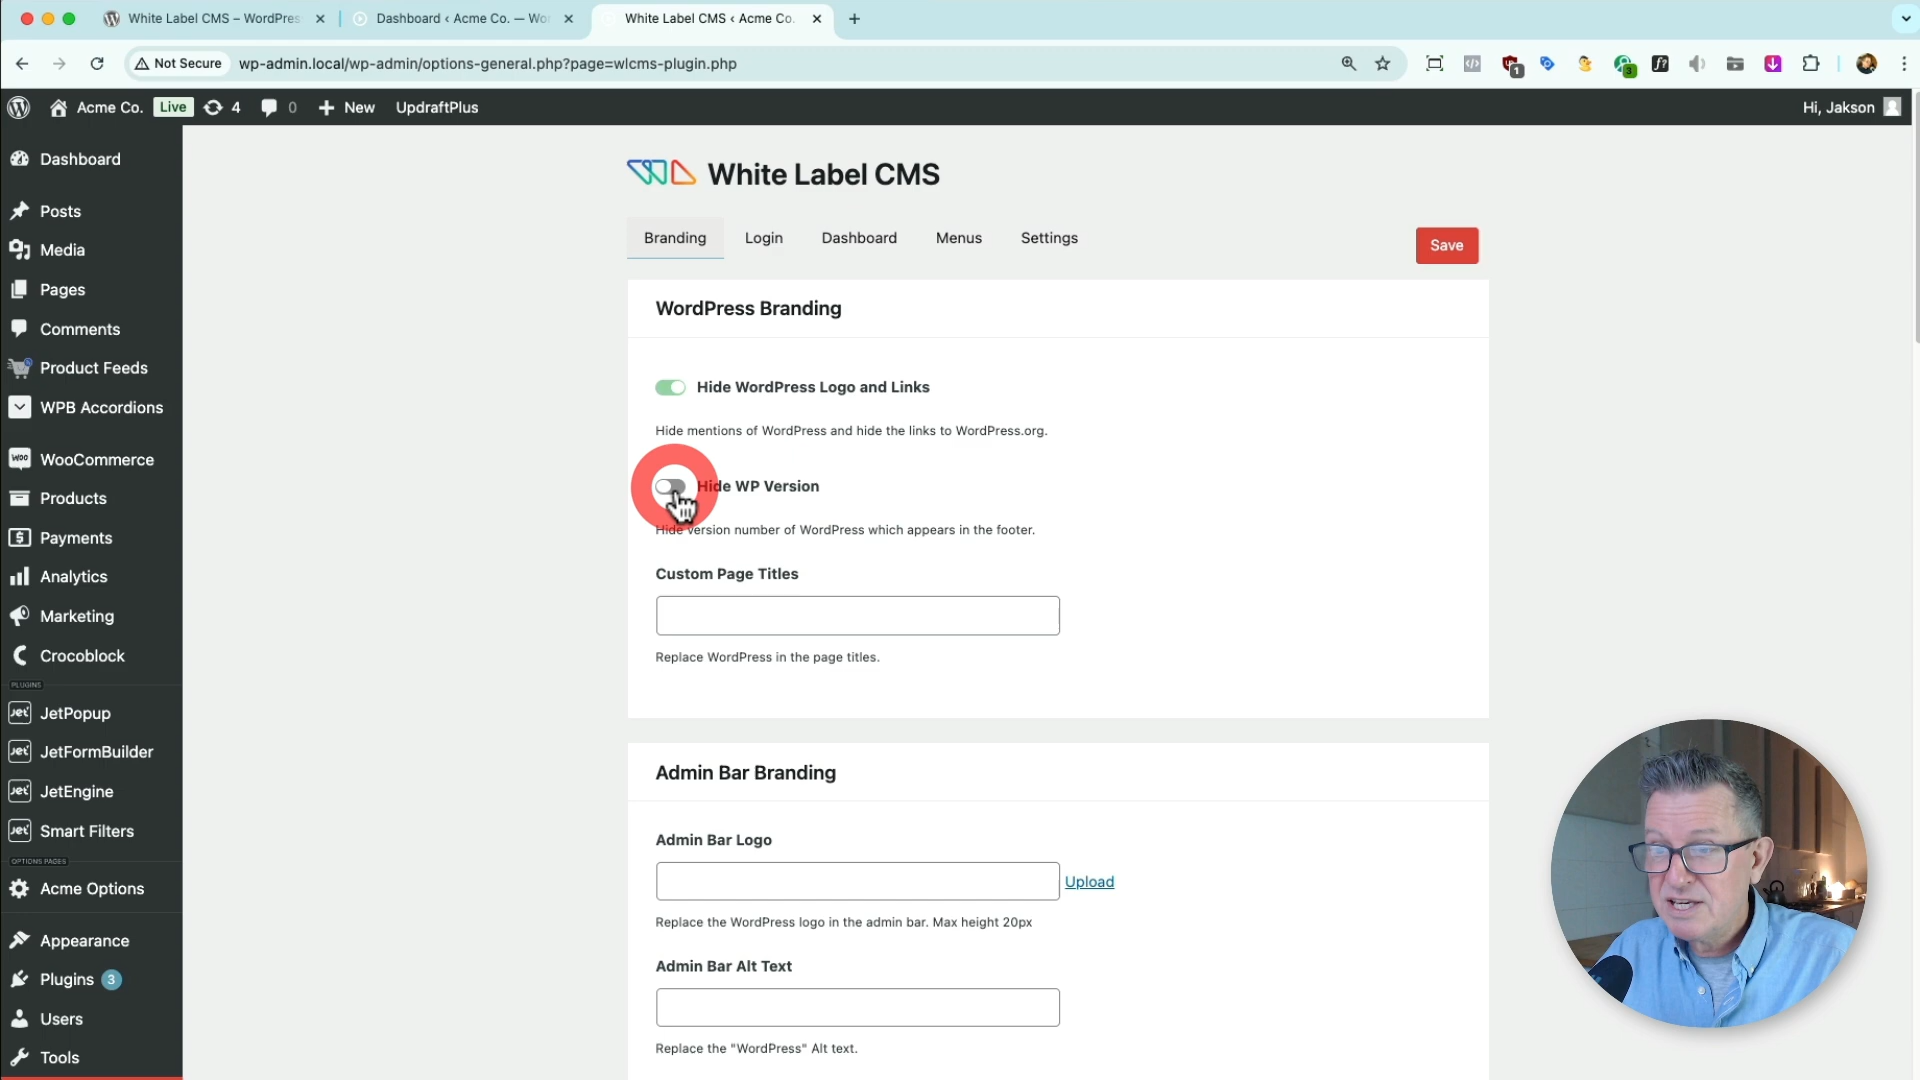 White Label CMS – WordPres
Dashboard ‹ Acme Co. — Wo
White Label CMS ‹ Acme Co.
Not Secure
wp-admin.local/wp-admin/options-general.php?page=wlcms-plugin.php
1
3
f?
Acme Co.
Live
4
0
New
UpdraftPlus
Hi, Jakson
Dashboard
Posts
Media
Pages
Comments
Product Feeds
WPB Accordions
WooCommerce
Products
Payments
Analytics
Marketing
Crocoblock
PLUGINS
JetPopup
JetFormBuilder
JetEngine
Smart Filters
OPTIONS PAGES
Acme Options
Appearance
Plugins 3
Users
Tools
White Label CMS
Branding
Login
Dashboard
Menus
Settings
Save
WordPress Branding
Hide WordPress Logo and Links
Hide mentions of WordPress and hide the links to WordPress.org.
Hide WP Version
Hide version number of WordPress which appears in the footer.
Custom Page Titles
Replace WordPress in the page titles.
Admin Bar Branding
Admin Bar Logo
Upload
Replace the WordPress logo in the admin bar. Max height 20px
Admin Bar Alt Text
Replace the "WordPress" Alt text.